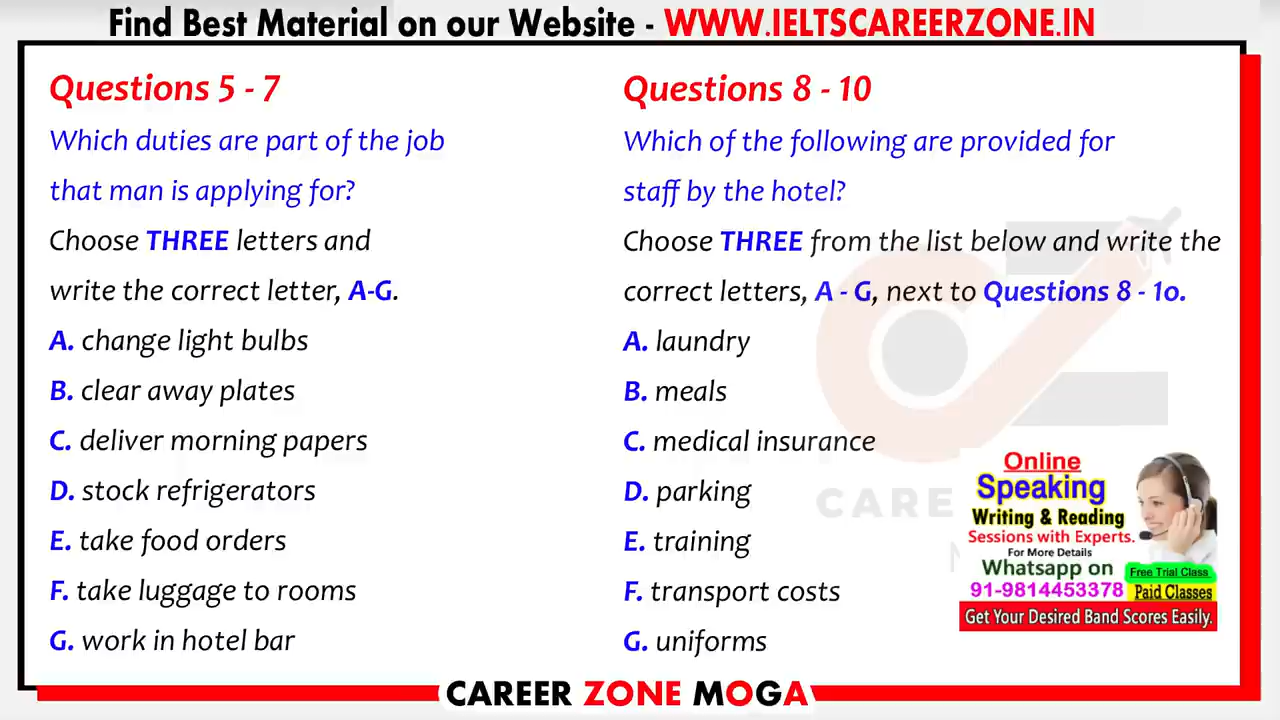 Find Best Material on our Website - WWW.IELTSCAREERZONE.IN
Questions 5 - 7
Which duties are part of the job
that man is applying for?
Choose THREE letters and
write the correct letter, A-G.
A. change light bulbs
B. clear away plates
C. deliver morning papers
D. stock refrigerators
E. take food orders
F. take luggage to rooms
G. work in hotel bar
Questions 8 - 10
Which of the following are provided for
staff by the hotel?
Choose THREE from the list below and write the
correct letters, A - G, next to Questions 8 - 10.
A. laundry
B. meals
C. medical insurance
D. parking
E. training
F. transport costs
G. uniforms
CARE
Online
Speaking
Writing & Reading
Sessions with Experts.
For More Details
Whatsapp on
91-9814453378
Free Trial Class
Paid Classes
Get Your Desired Band Scores Easily.
CAREER ZONE MOGA